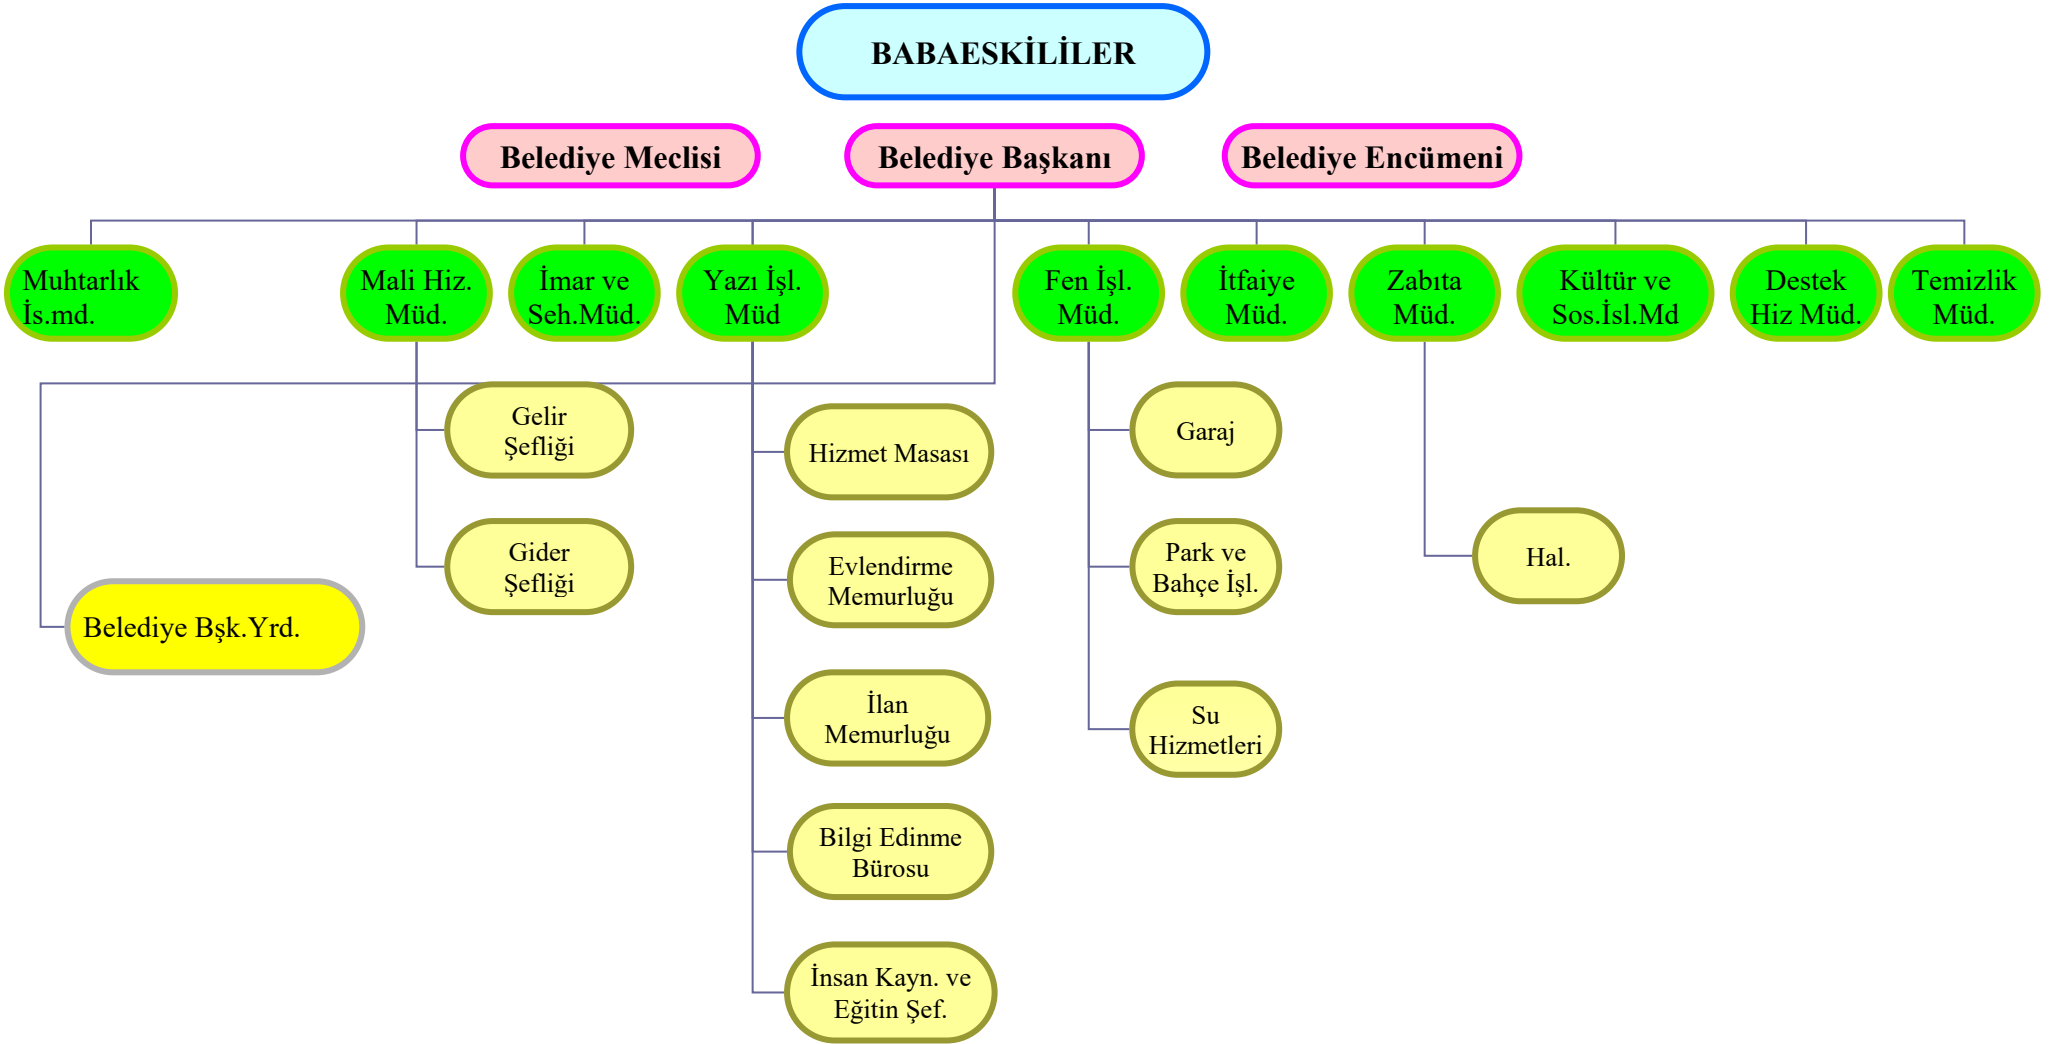 BABAESKİLİLER
Belediye Meclisi
Belediye Başkanı
Belediye Encümeni
Muhtarlık
İs.md.
Mali Hiz.
Müd.
İmar ve
Seh.Müd.
Yazı İşl.
Müd
Fen İşl.
Müd.
İtfaiye
Müd.
Zabıta
Müd.
Kültür ve
Sos.İsl.Md
Destek
Hiz Müd.
Temizlik
Müd.
Gelir
Şefliği
Hizmet Masası
Garaj
Gider
Şefliği
Evlendirme
Memurluğu
Park ve
Bahçe İşl.
Hal.
Belediye Bşk.Yrd.
İlan
Memurluğu
Su
Hizmetleri
Bilgi Edinme
Bürosu
İnsan Kayn. ve
Eğitin Şef.